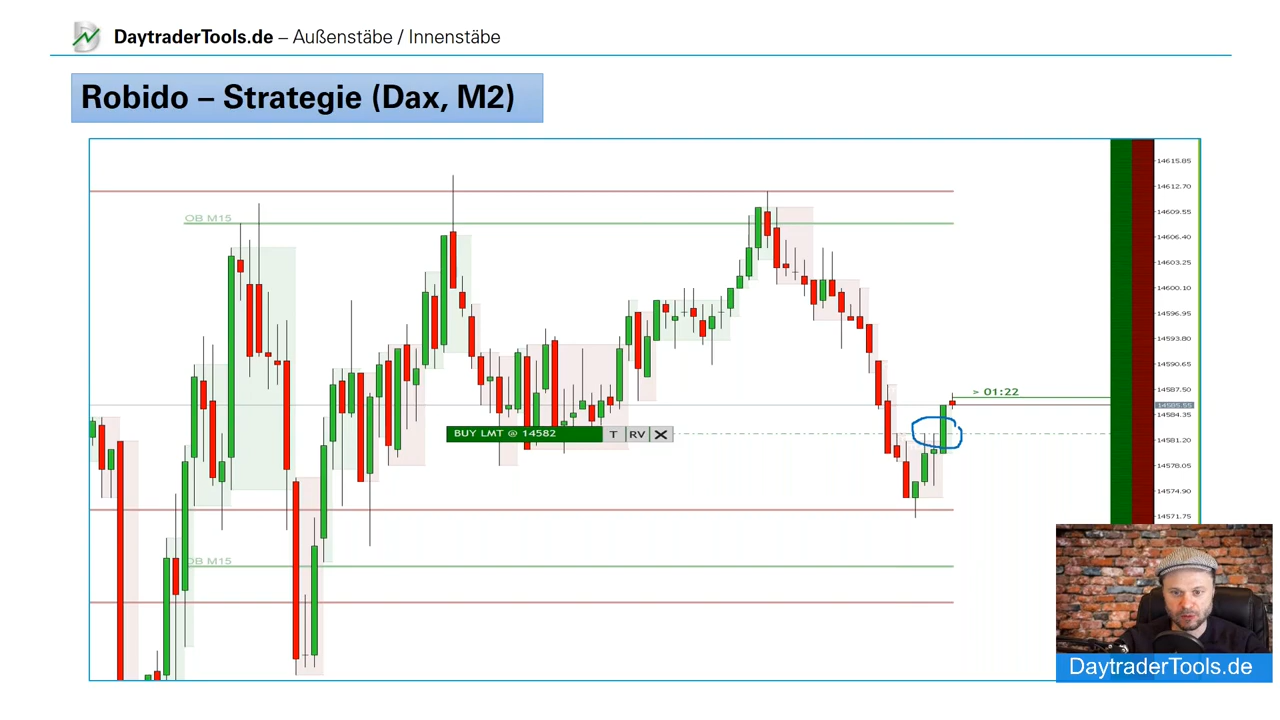 DaytraderTools.de – Außenstäbe / Innenstäbe
Robido – Strategie (Dax, M2)
14615.85
14612.70
OB M15
14609.55
14606.40
14603.25
14600.10
14596.95
14593.80
14590.65
> 01:22
14587.50
14585.55
14584.35
BUY LMT @ 14582 T RV X
14581.20
14578.05
14574.90
14571.75
OB M15
DaytraderTools.de